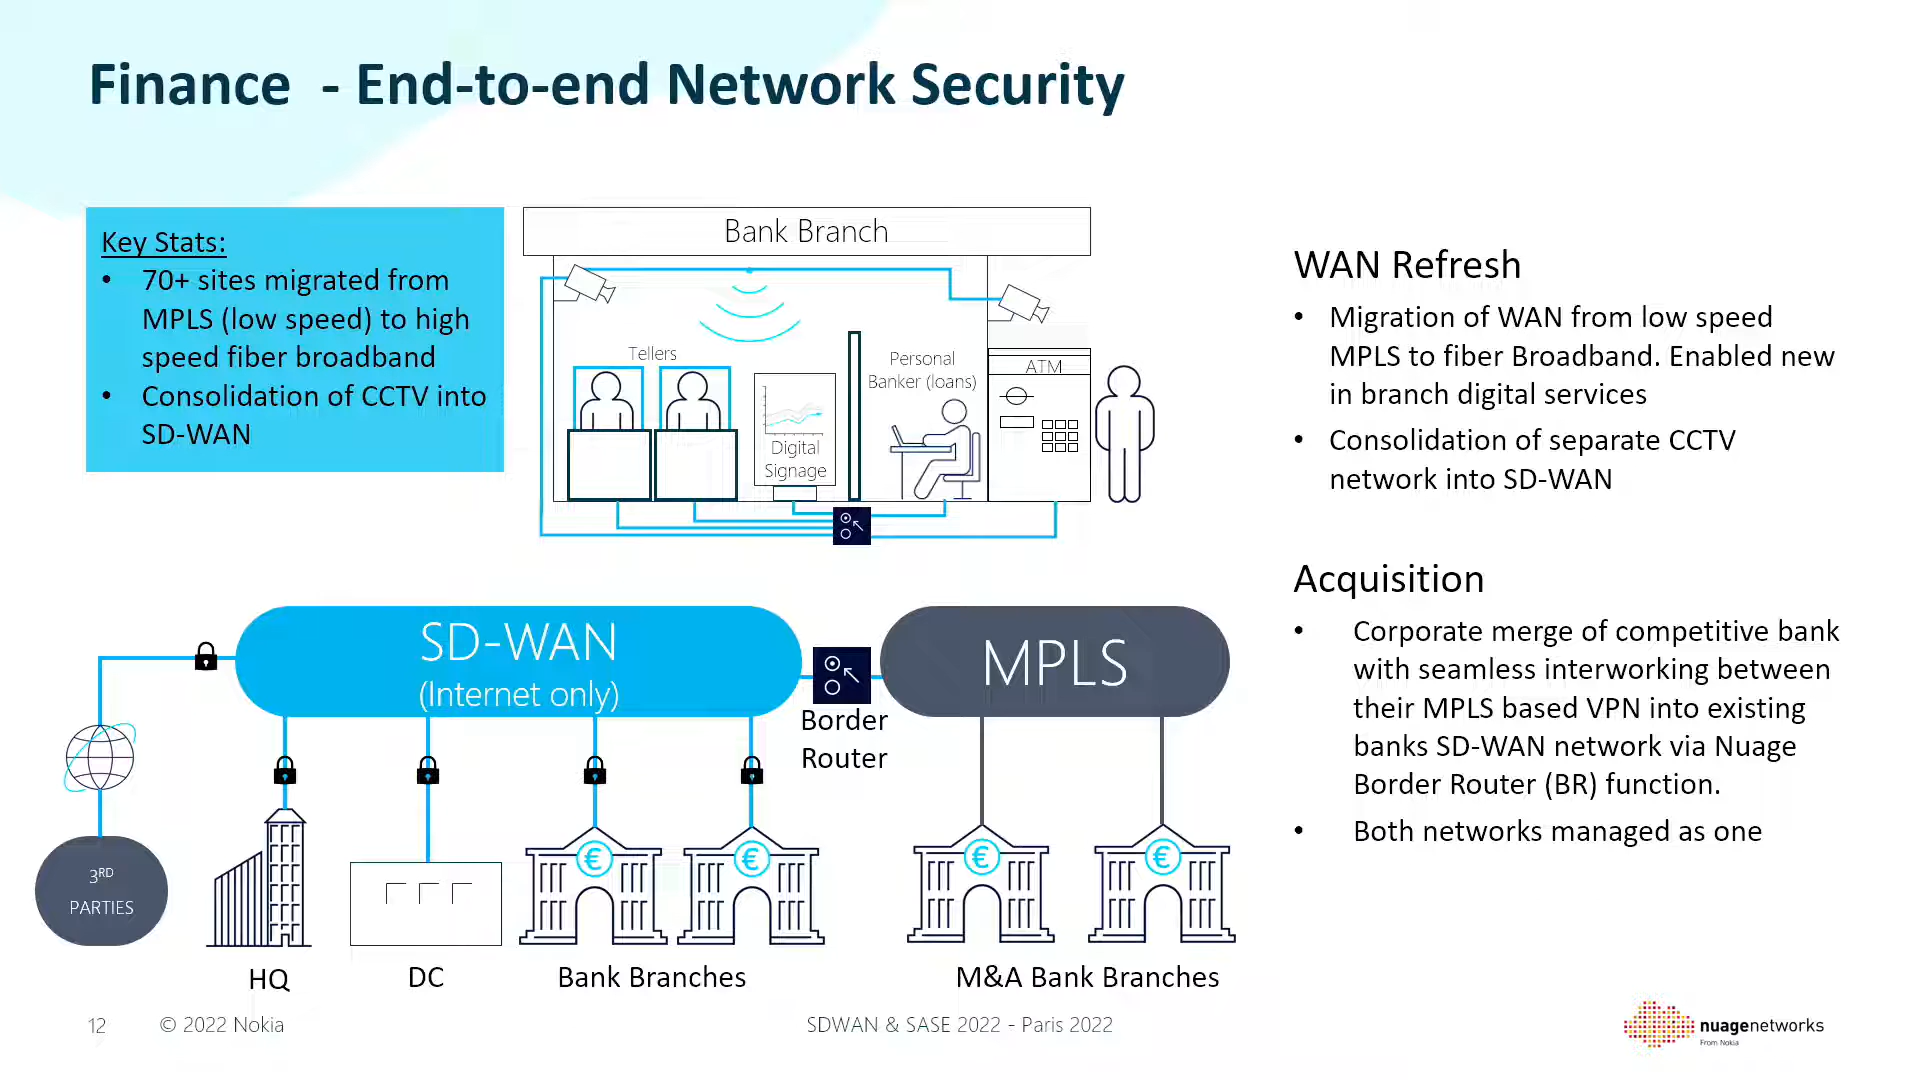 Finance - End-to-end Network Security
Key Stats:
• 70+ sites migrated from
MPLS (low speed) to high
speed fiber broadband
• Consolidation of CCTV into
SD-WAN
Bank Branch
Tellers
Digital
Signage
Personal
Banker (loans)
ATM
WAN Refresh
• Migration of WAN from low speed
MPLS to fiber Broadband. Enabled new
in branch digital services
• Consolidation of separate CCTV
network into SD-WAN
Acquisition
• Corporate merge of competitive bank
with seamless interworking between
their MPLS based VPN into existing
banks SD-WAN network via Nuage
Border Router (BR) function.
• Both networks managed as one
SD-WAN
(Internet only)
Border
Router
MPLS
3RD
PARTIES
€
€
€
€
HQ
DC
Bank Branches
M&A Bank Branches
12
© 2022 Nokia
SDWAN & SASE 2022 - Paris 2022
nuagenetworks
From Nokia